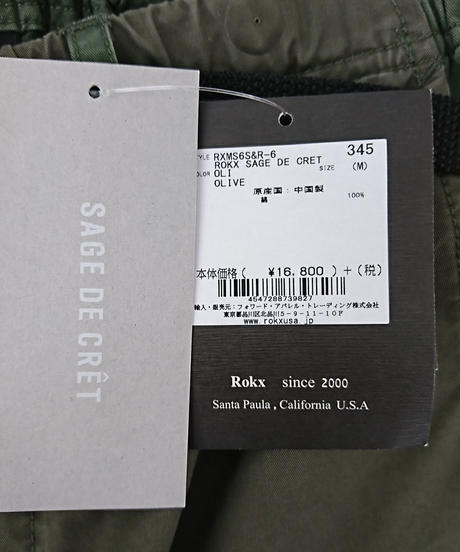 SAGE DE CRÊT
STYLE RXMS6S&R-6 345
ROKX SAGE DE CRET SIZE (M)
COLOR OLI
OLIVE
原産国：中国製
綿 100%
本体価格( ¥16,800 )+(税)
4547288739827
輸入・販売元：フォワード・アパレル・トレーディング株式会社
東京都品川区北品川5-9-11-10F
www.rokxusa.jp
Rokx since 2000
Santa Paula , California U.S.A